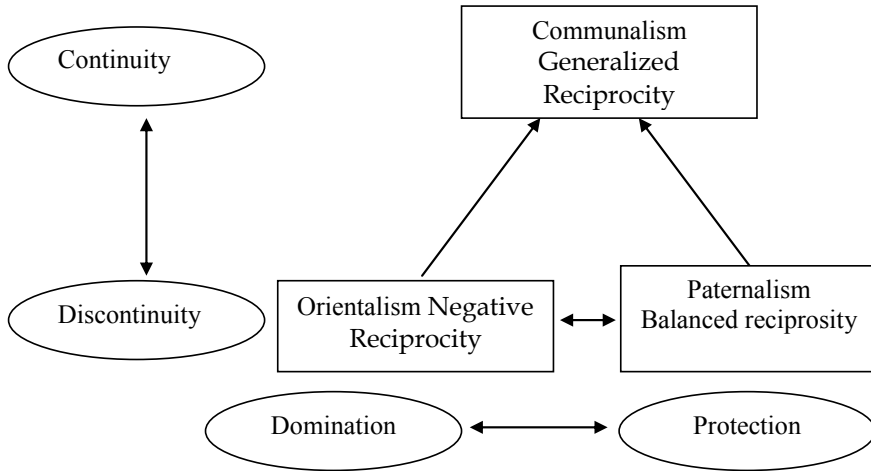 Continuity
Communalism
Generalized
Reciprocity
Discontinuity
Orientalism Negative
Reciprocity
Paternalism
Balanced reciprosity
Domination
Protection